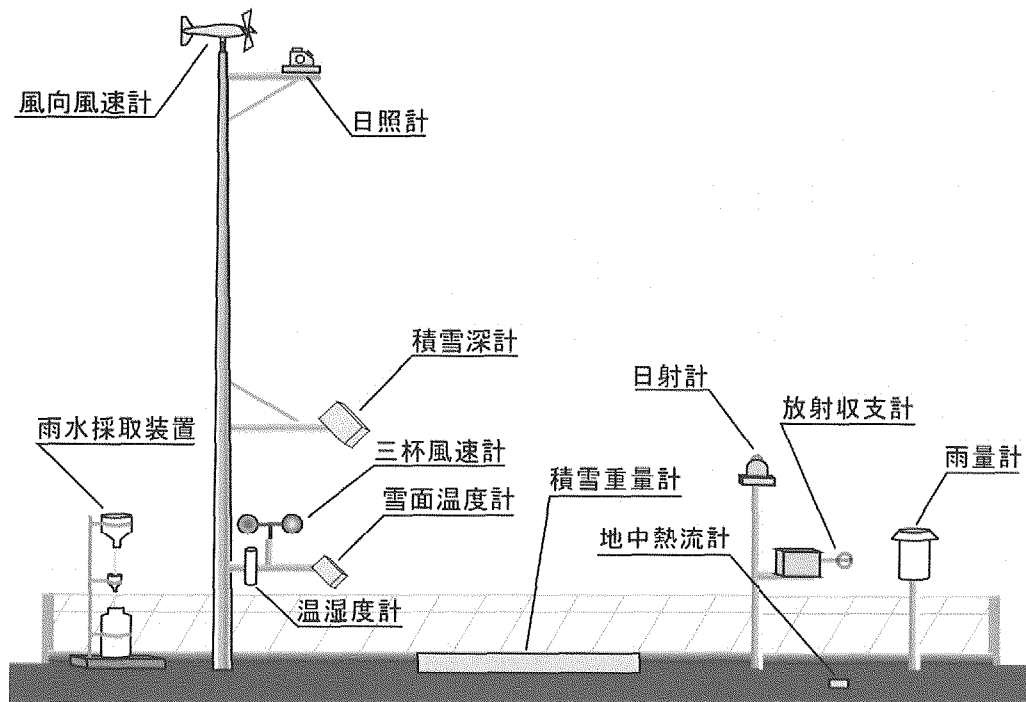 風向風速計
日照計
積雪深計
日射計
放射収支計
雨水採取装置
三杯風速計
雨量計
積雪重量計
雪面温度計
地中熱流計
温湿度計